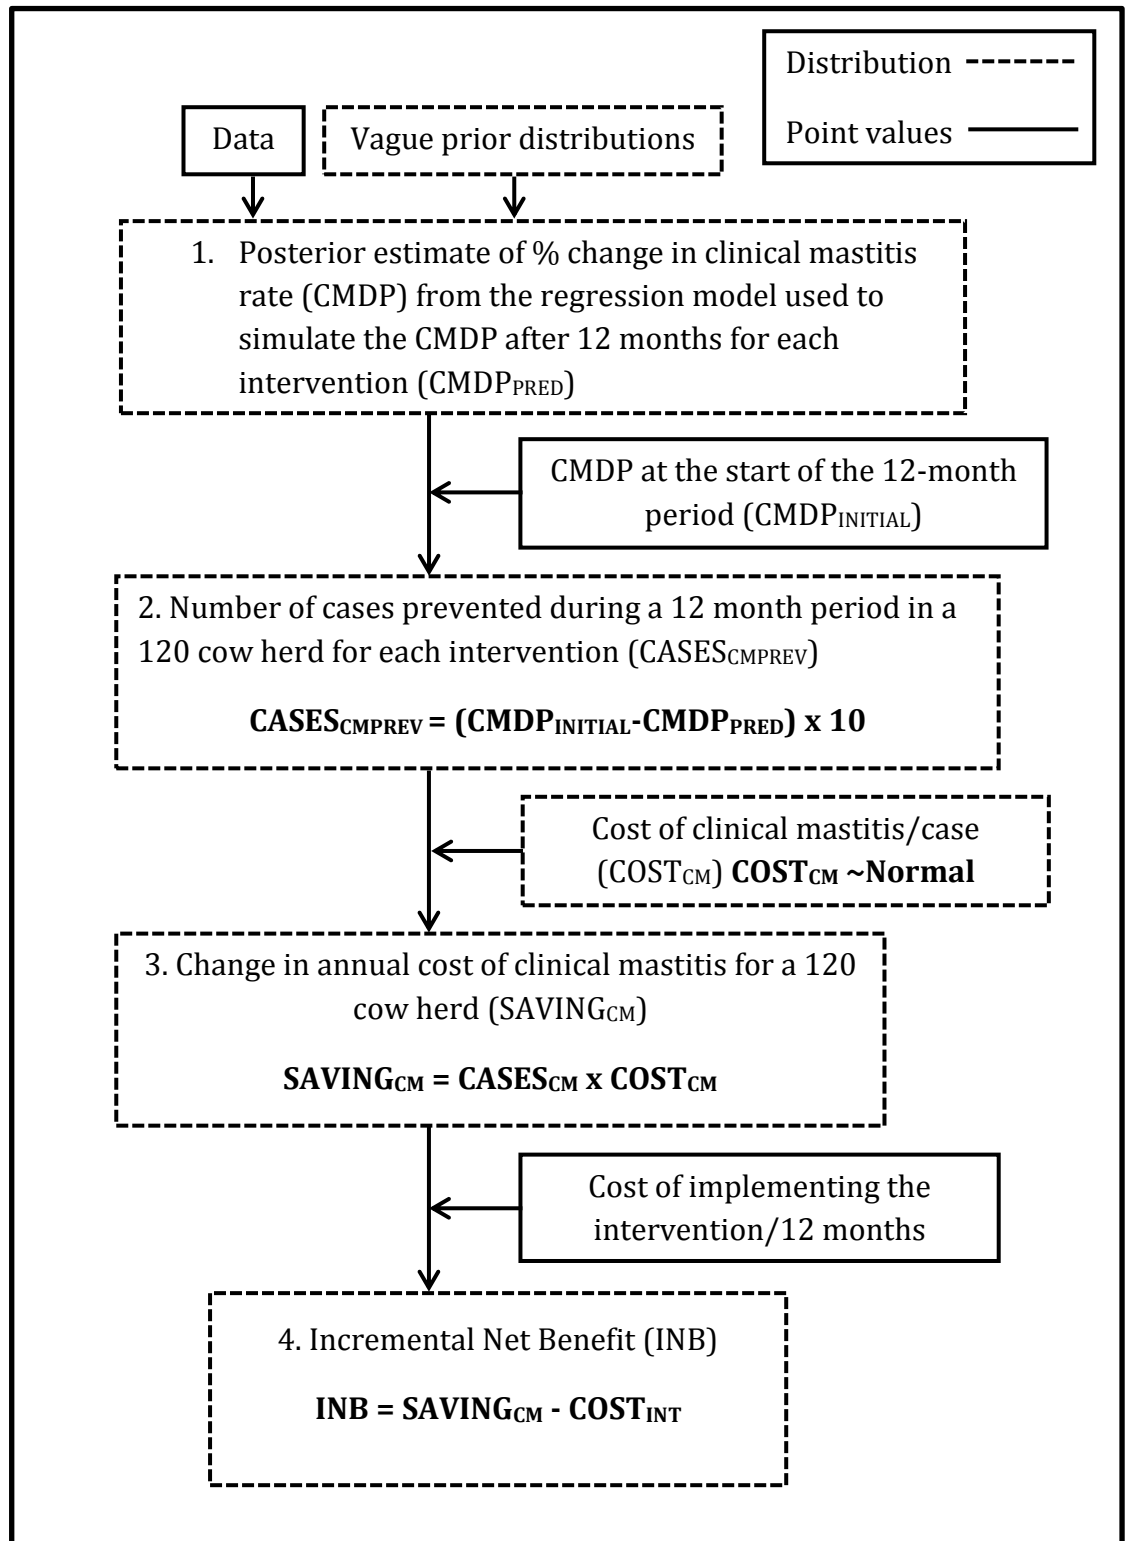 Distribution
Point values
Data
Vague prior distributions
1. Posterior estimate of % change in clinical mastitis
rate (CMDP) from the regression model used to
simulate the CMDP after 12 months for each
intervention (CMDPPRED)
CMDP at the start of the 12-month
period (CMDPINITIAL)
2. Number of cases prevented during a 12 month period in a
120 cow herd for each intervention (CASESCMPREV)
CASESCMPREV = (CMDPINITIAL-CMDPPRED) x 10
Cost of clinical mastitis/case
(COSTCM) COSTCM ~Normal
3. Change in annual cost of clinical mastitis for a 120
cow herd (SAVINGCM)
SAVINGCM = CASESCM x COSTCM
Cost of implementing the
intervention/12 months
4. Incremental Net Benefit (INB)
INB = SAVINGCM - COSTINT